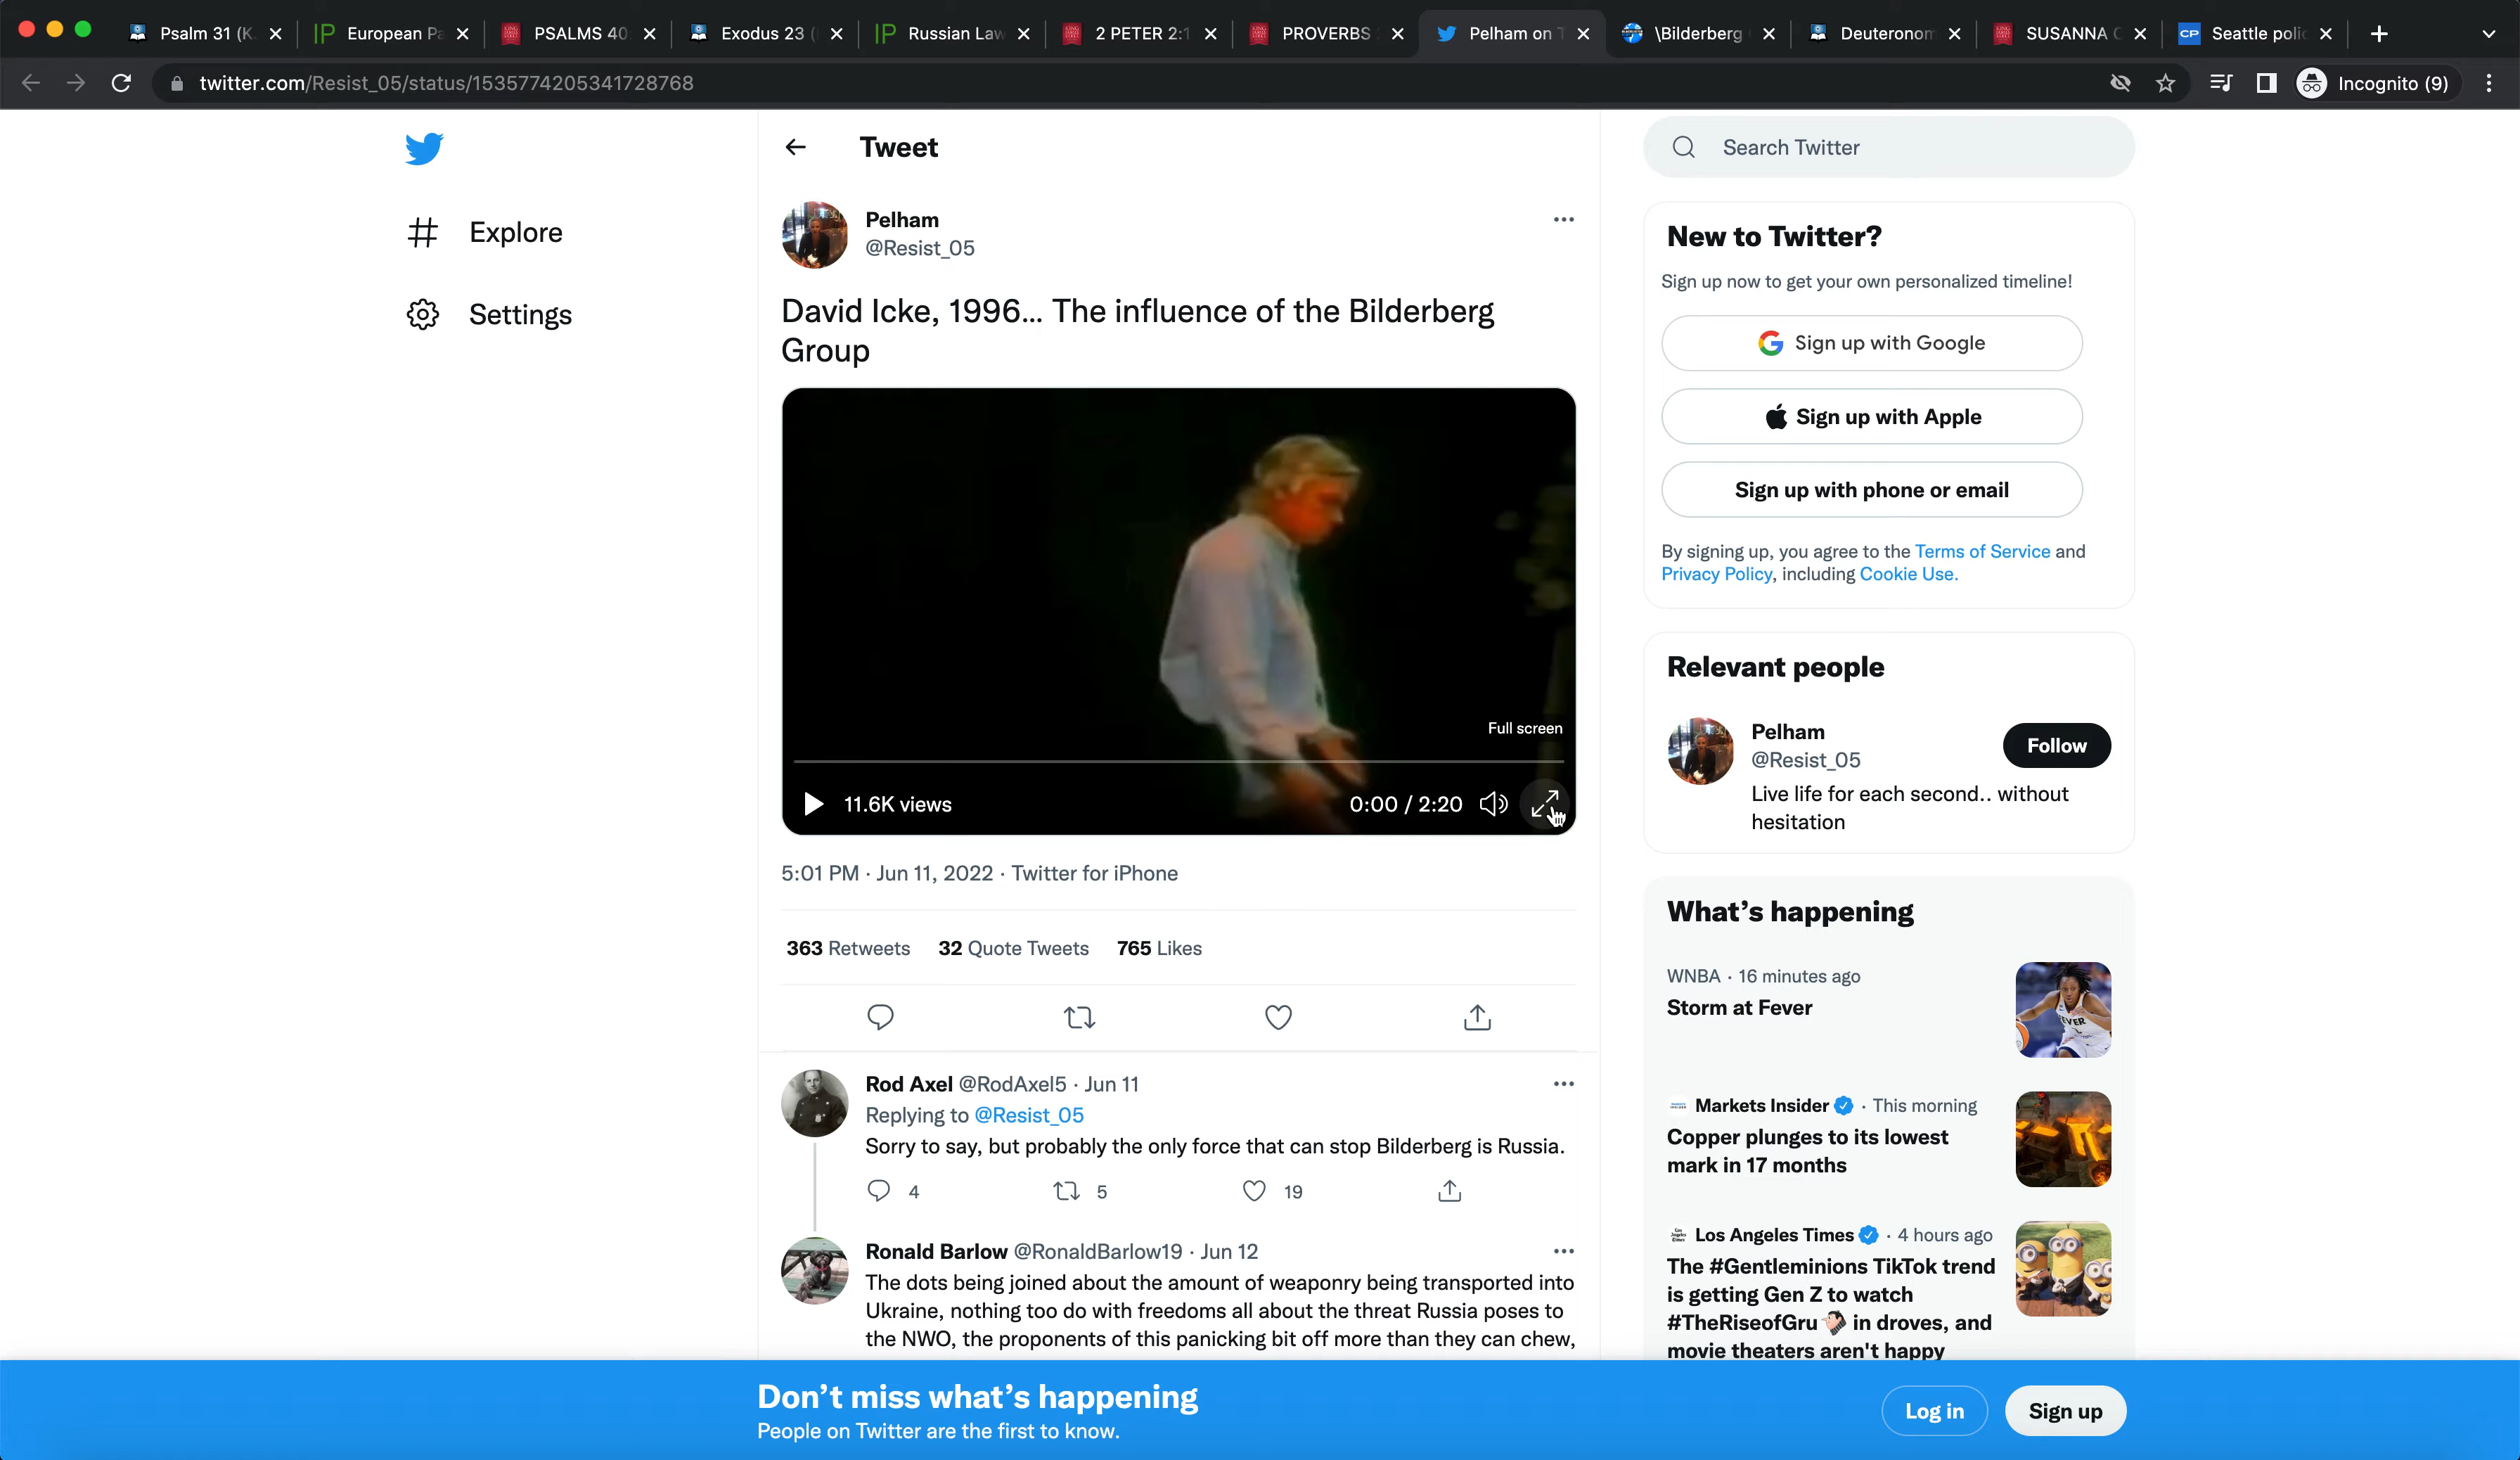 Psalm 31 (K
European Pa
PSALMS 40
Exodus 23 (
Russian Law
2 PETER 2:1
PROVERBS
Pelham on T
\Bilderberg
Deuteronom
SUSANNA C
CP
Seattle polic
twitter.com/Resist_05/status/1535774205341728768
Incognito (9)
Explore
Settings
Tweet
Pelham
@Resist_05
David Icke, 1996... The influence of the Bilderberg
Group
Full screen
11.6K views
0:00 / 2:20
5:01 PM · Jun 11, 2022 · Twitter for iPhone
363 Retweets 32 Quote Tweets 765 Likes
Rod Axel @RodAxel5 · Jun 11
Replying to @Resist_05
Sorry to say, but probably the only force that can stop Bilderberg is Russia.
4 5 19
Ronald Barlow @RonaldBarlow19 · Jun 12
The dots being joined about the amount of weaponry being transported into
Ukraine, nothing too do with freedoms all about the threat Russia poses to
the NWO, the proponents of this panicking bit off more than they can chew,
Search Twitter
New to Twitter?
Sign up now to get your own personalized timeline!
Sign up with Google
Sign up with Apple
Sign up with phone or email
By signing up, you agree to the Terms of Service and
Privacy Policy, including Cookie Use.
Relevant people
Pelham
@Resist_05
Follow
Live life for each second.. without
hesitation
What's happening
WNBA · 16 minutes ago
Storm at Fever
Markets Insider · This morning
Copper plunges to its lowest
mark in 17 months
Los Angeles Times · 4 hours ago
The #Gentleminions TikTok trend
is getting Gen Z to watch
#TheRiseofGru in droves, and
movie theaters aren't happy
Don't miss what's happening
People on Twitter are the first to know.
Log in
Sign up